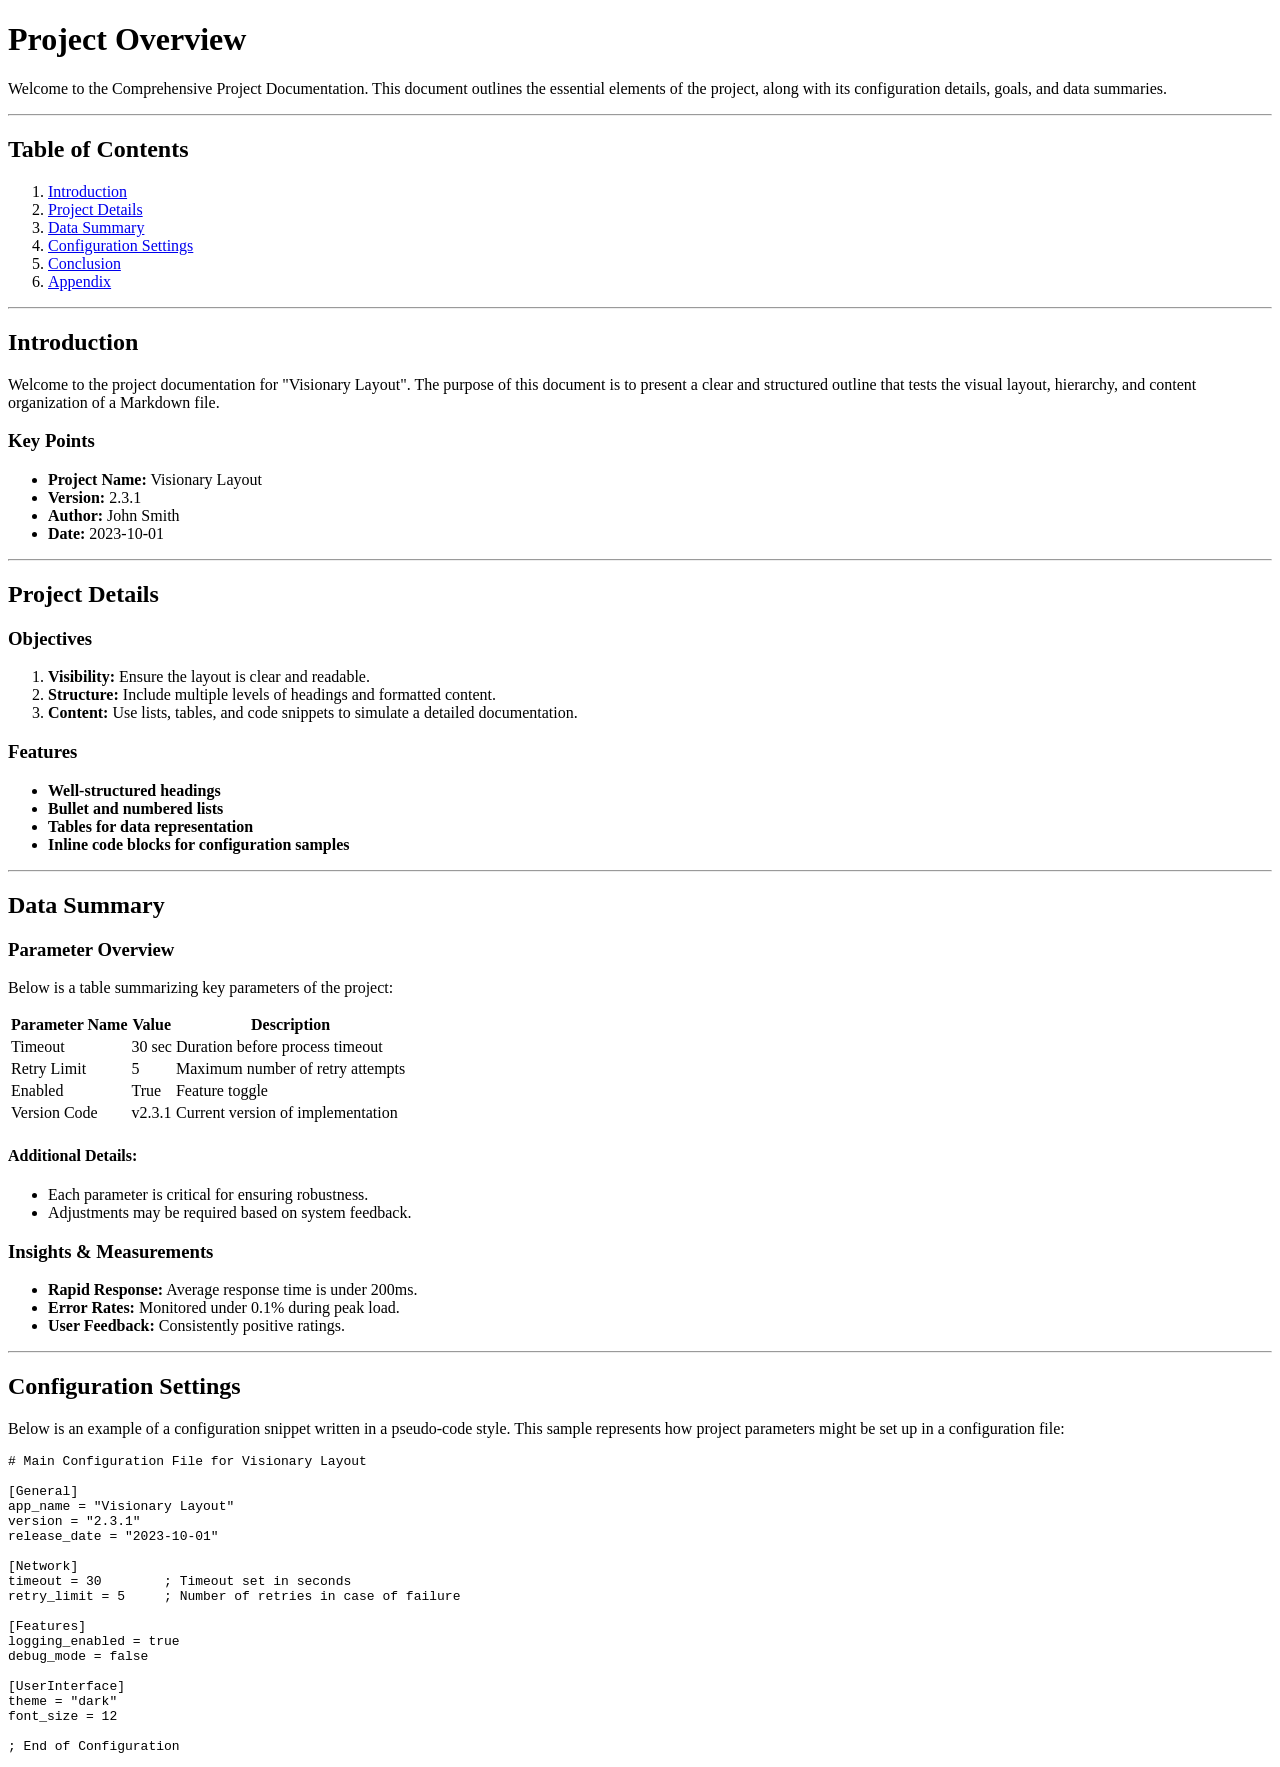 Project Overview
Welcome to the Comprehensive Project Documentation. This document outlines the essential elements of the project, along with its configuration details, goals, and data summaries.
Table of Contents
1. Introduction
2. Project Details
3. Data Summary
4. Configuration Settings
5. Conclusion
6. Appendix
Introduction
Welcome to the project documentation for "Visionary Layout". The purpose of this document is to present a clear and structured outline that tests the visual layout, hierarchy, and content
organization of a Markdown file.
Key Points
• Project Name: Visionary Layout
• Version: 2.3.1
• Author: John Smith
• Date: 2023-10-01
Project Details
Objectives
1. Visibility: Ensure the layout is clear and readable.
2. Structure: Include multiple levels of headings and formatted content.
3. Content: Use lists, tables, and code snippets to simulate a detailed documentation.
Features
• Well-structured headings
• Bullet and numbered lists
• Tables for data representation
• Inline code blocks for configuration samples
Data Summary
Parameter Overview
Below is a table summarizing key parameters of the project:
Parameter Name Value Description
Timeout 30 sec Duration before process timeout
Retry Limit 5 Maximum number of retry attempts
Enabled True Feature toggle
Version Code v2.3.1 Current version of implementation
Additional Details:
• Each parameter is critical for ensuring robustness.
• Adjustments may be required based on system feedback.
Insights & Measurements
• Rapid Response: Average response time is under 200ms.
• Error Rates: Monitored under 0.1% during peak load.
• User Feedback: Consistently positive ratings.
Configuration Settings
Below is an example of a configuration snippet written in a pseudo-code style. This sample represents how project parameters might be set up in a configuration file:
# Main Configuration File for Visionary Layout
[General]
app_name = "Visionary Layout"
version = "2.3.1"
release_date = "2023-10-01"
[Network]
timeout = 30        ; Timeout set in seconds
retry_limit = 5     ; Number of retries in case of failure
[Features]
logging_enabled = true
debug_mode = false
[UserInterface]
theme = "dark"
font_size = 12
; End of Configuration